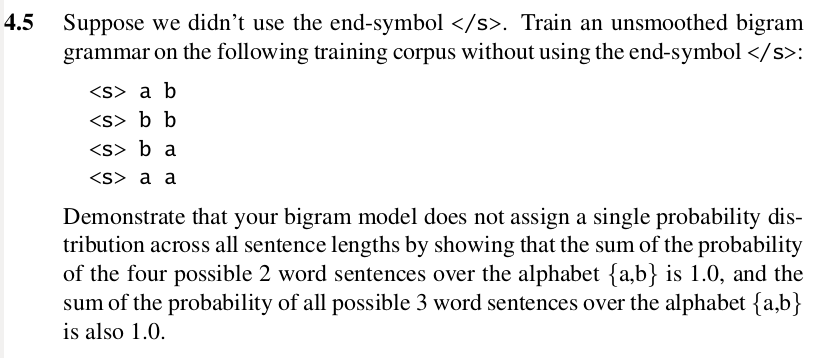 4.5 Suppose we didn’t use the end-symbol </s>. Train an unsmoothed bigram
grammar on the following training corpus without using the end-symbol </s>:
<s> a b
<s> b b
<s> b a
<s> a a
Demonstrate that your bigram model does not assign a single probability dis-
tribution across all sentence lengths by showing that the sum of the probability
of the four possible 2 word sentences over the alphabet {a,b} is 1.0, and the
sum of the probability of all possible 3 word sentences over the alphabet {a,b}
is also 1.0.